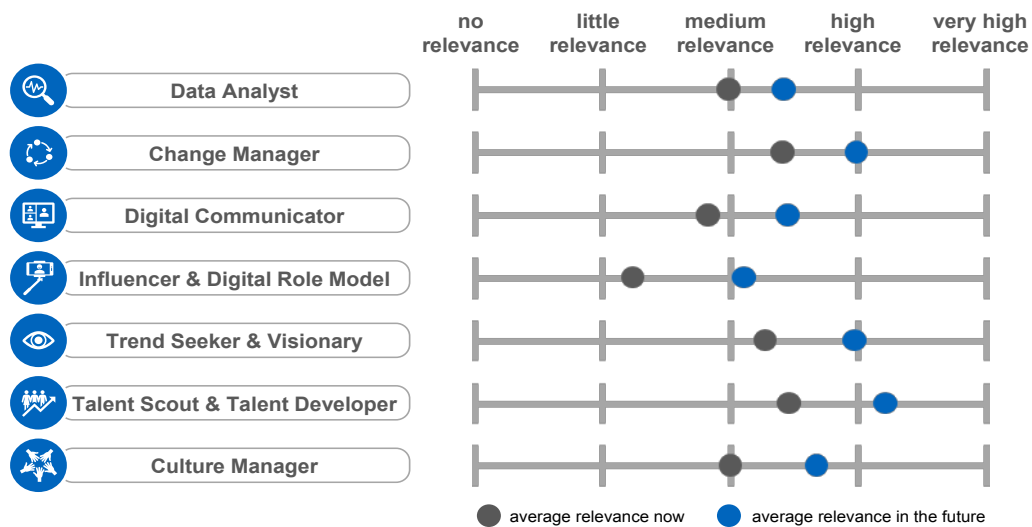 no relevance
little relevance
medium relevance
high relevance
very high relevance
Data Analyst
Change Manager
Digital Communicator
Influencer & Digital Role Model
Trend Seeker & Visionary
Talent Scout & Talent Developer
Culture Manager
average relevance now
average relevance in the future